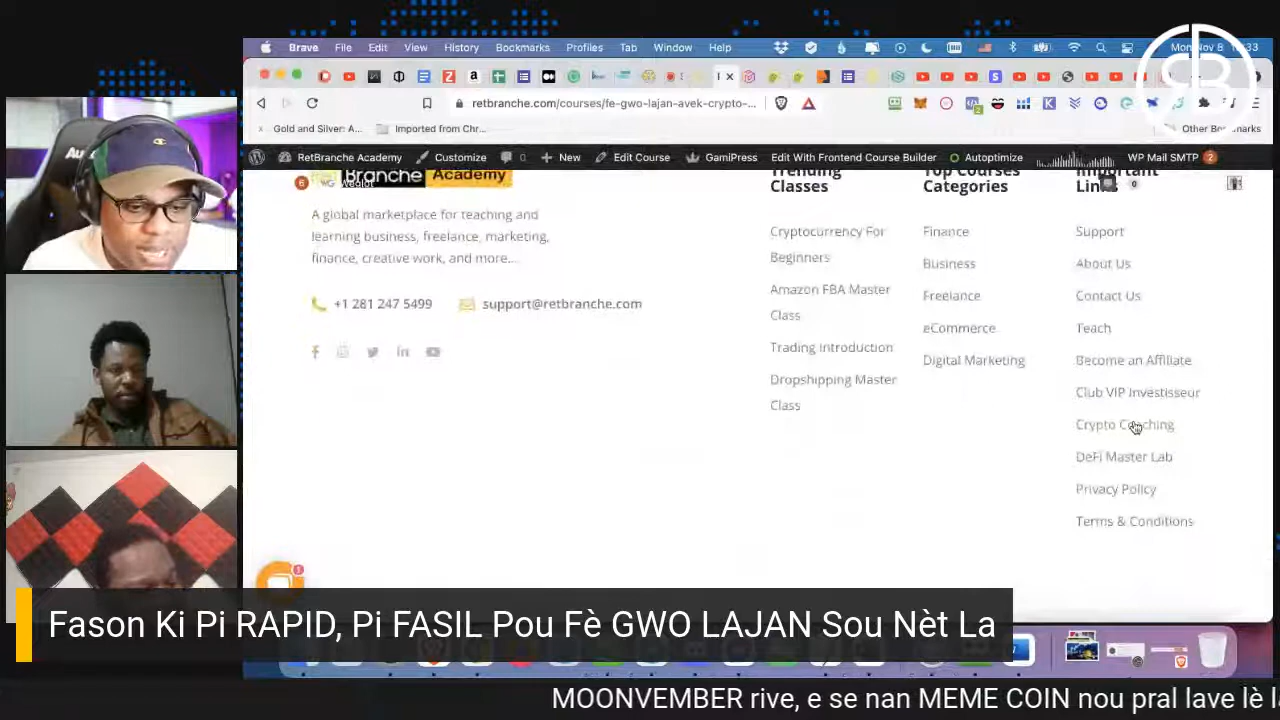 Brave File Edit View History Bookmarks Profiles Tab Window Help Mon Nov 8
retbranche.com/courses/fe-gwo-lajan-avek-crypto-...
Gold and Silver: A... Imported from Chr... Other Bookmarks
RetBranche Academy Customize 0 New Edit Course GamiPress Edit With Frontend Course Builder Autoptimize WP Mail SMTP 2
Branche Academy
A global marketplace for teaching and
learning business, freelance, marketing,
finance, creative work, and more...
+1 281 247 5499 support@retbranche.com
Trending
Classes
Cryptocurrency For
Beginners
Amazon FBA Master
Class
Trading Introduction
Dropshipping Master
Class
Top Courses
Categories
Finance
Business
Freelance
eCommerce
Digital Marketing
Important
Links
Support
About Us
Contact Us
Teach
Become an Affiliate
Club VIP Investisseur
Crypto Coaching
DeFi Master Lab
Privacy Policy
Terms & Conditions
Fason Ki Pi RAPID, Pi FASIL Pou Fè GWO LAJAN Sou Nèt La
MOONVEMBER rive, e se nan MEME COIN nou pral lave lè